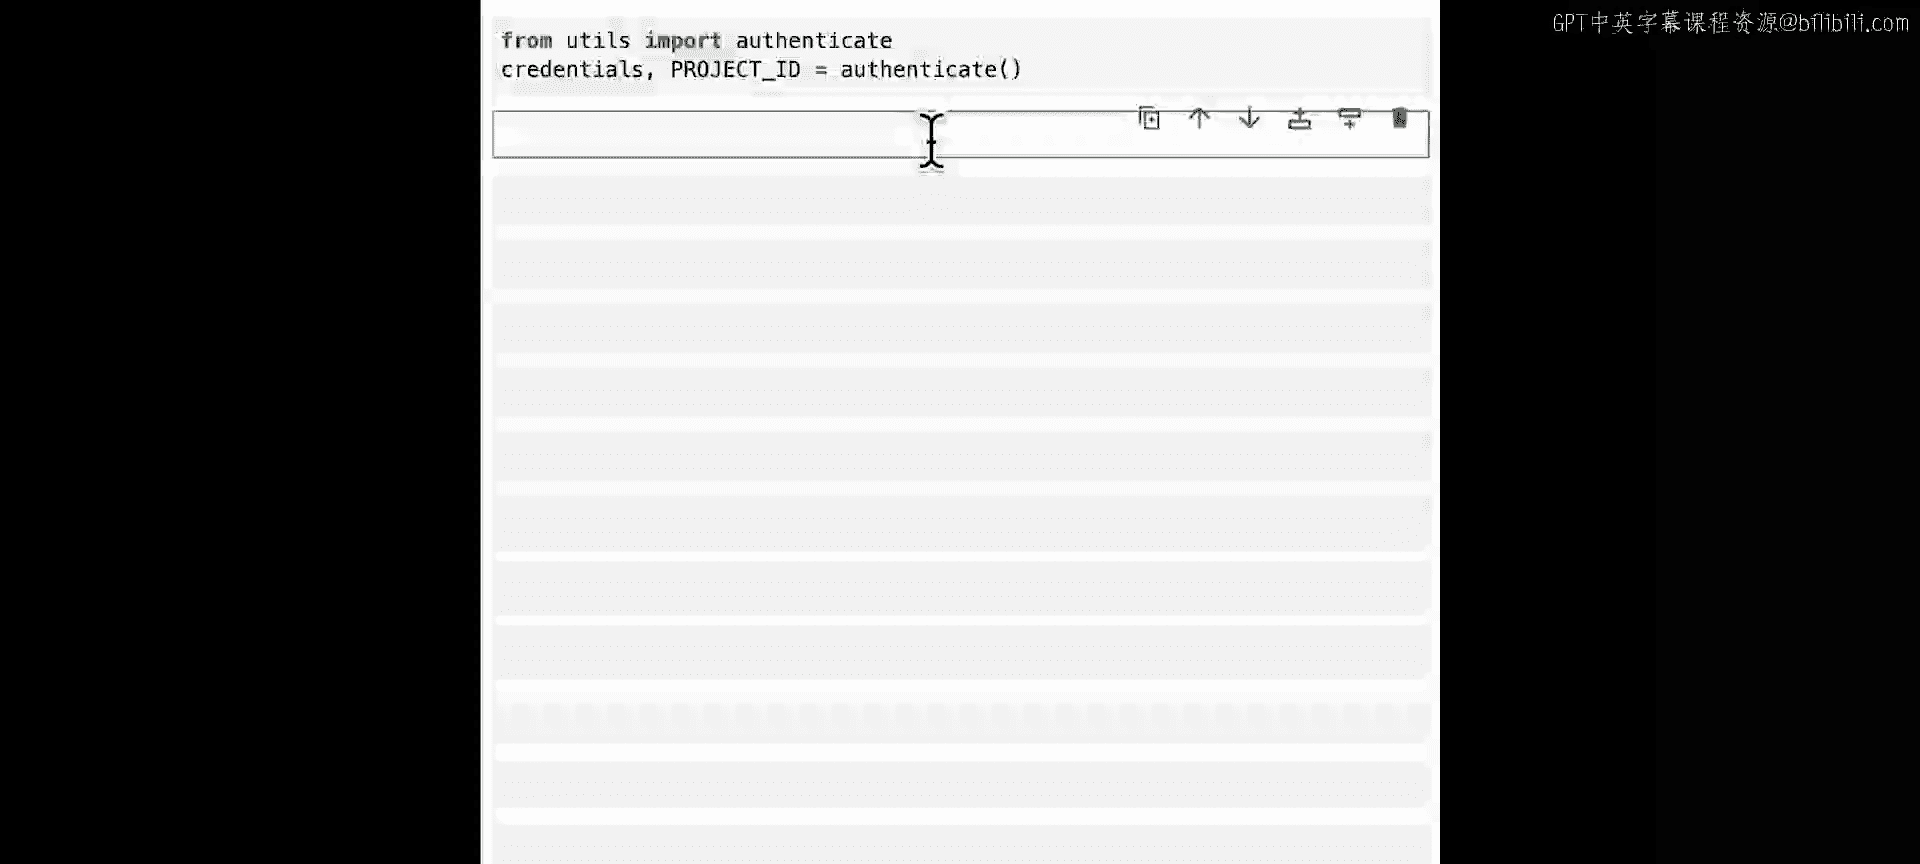 GPT中英字幕课程资源@bilibili.com
from utils import authenticate
credentials, PROJECT_ID = authenticate()